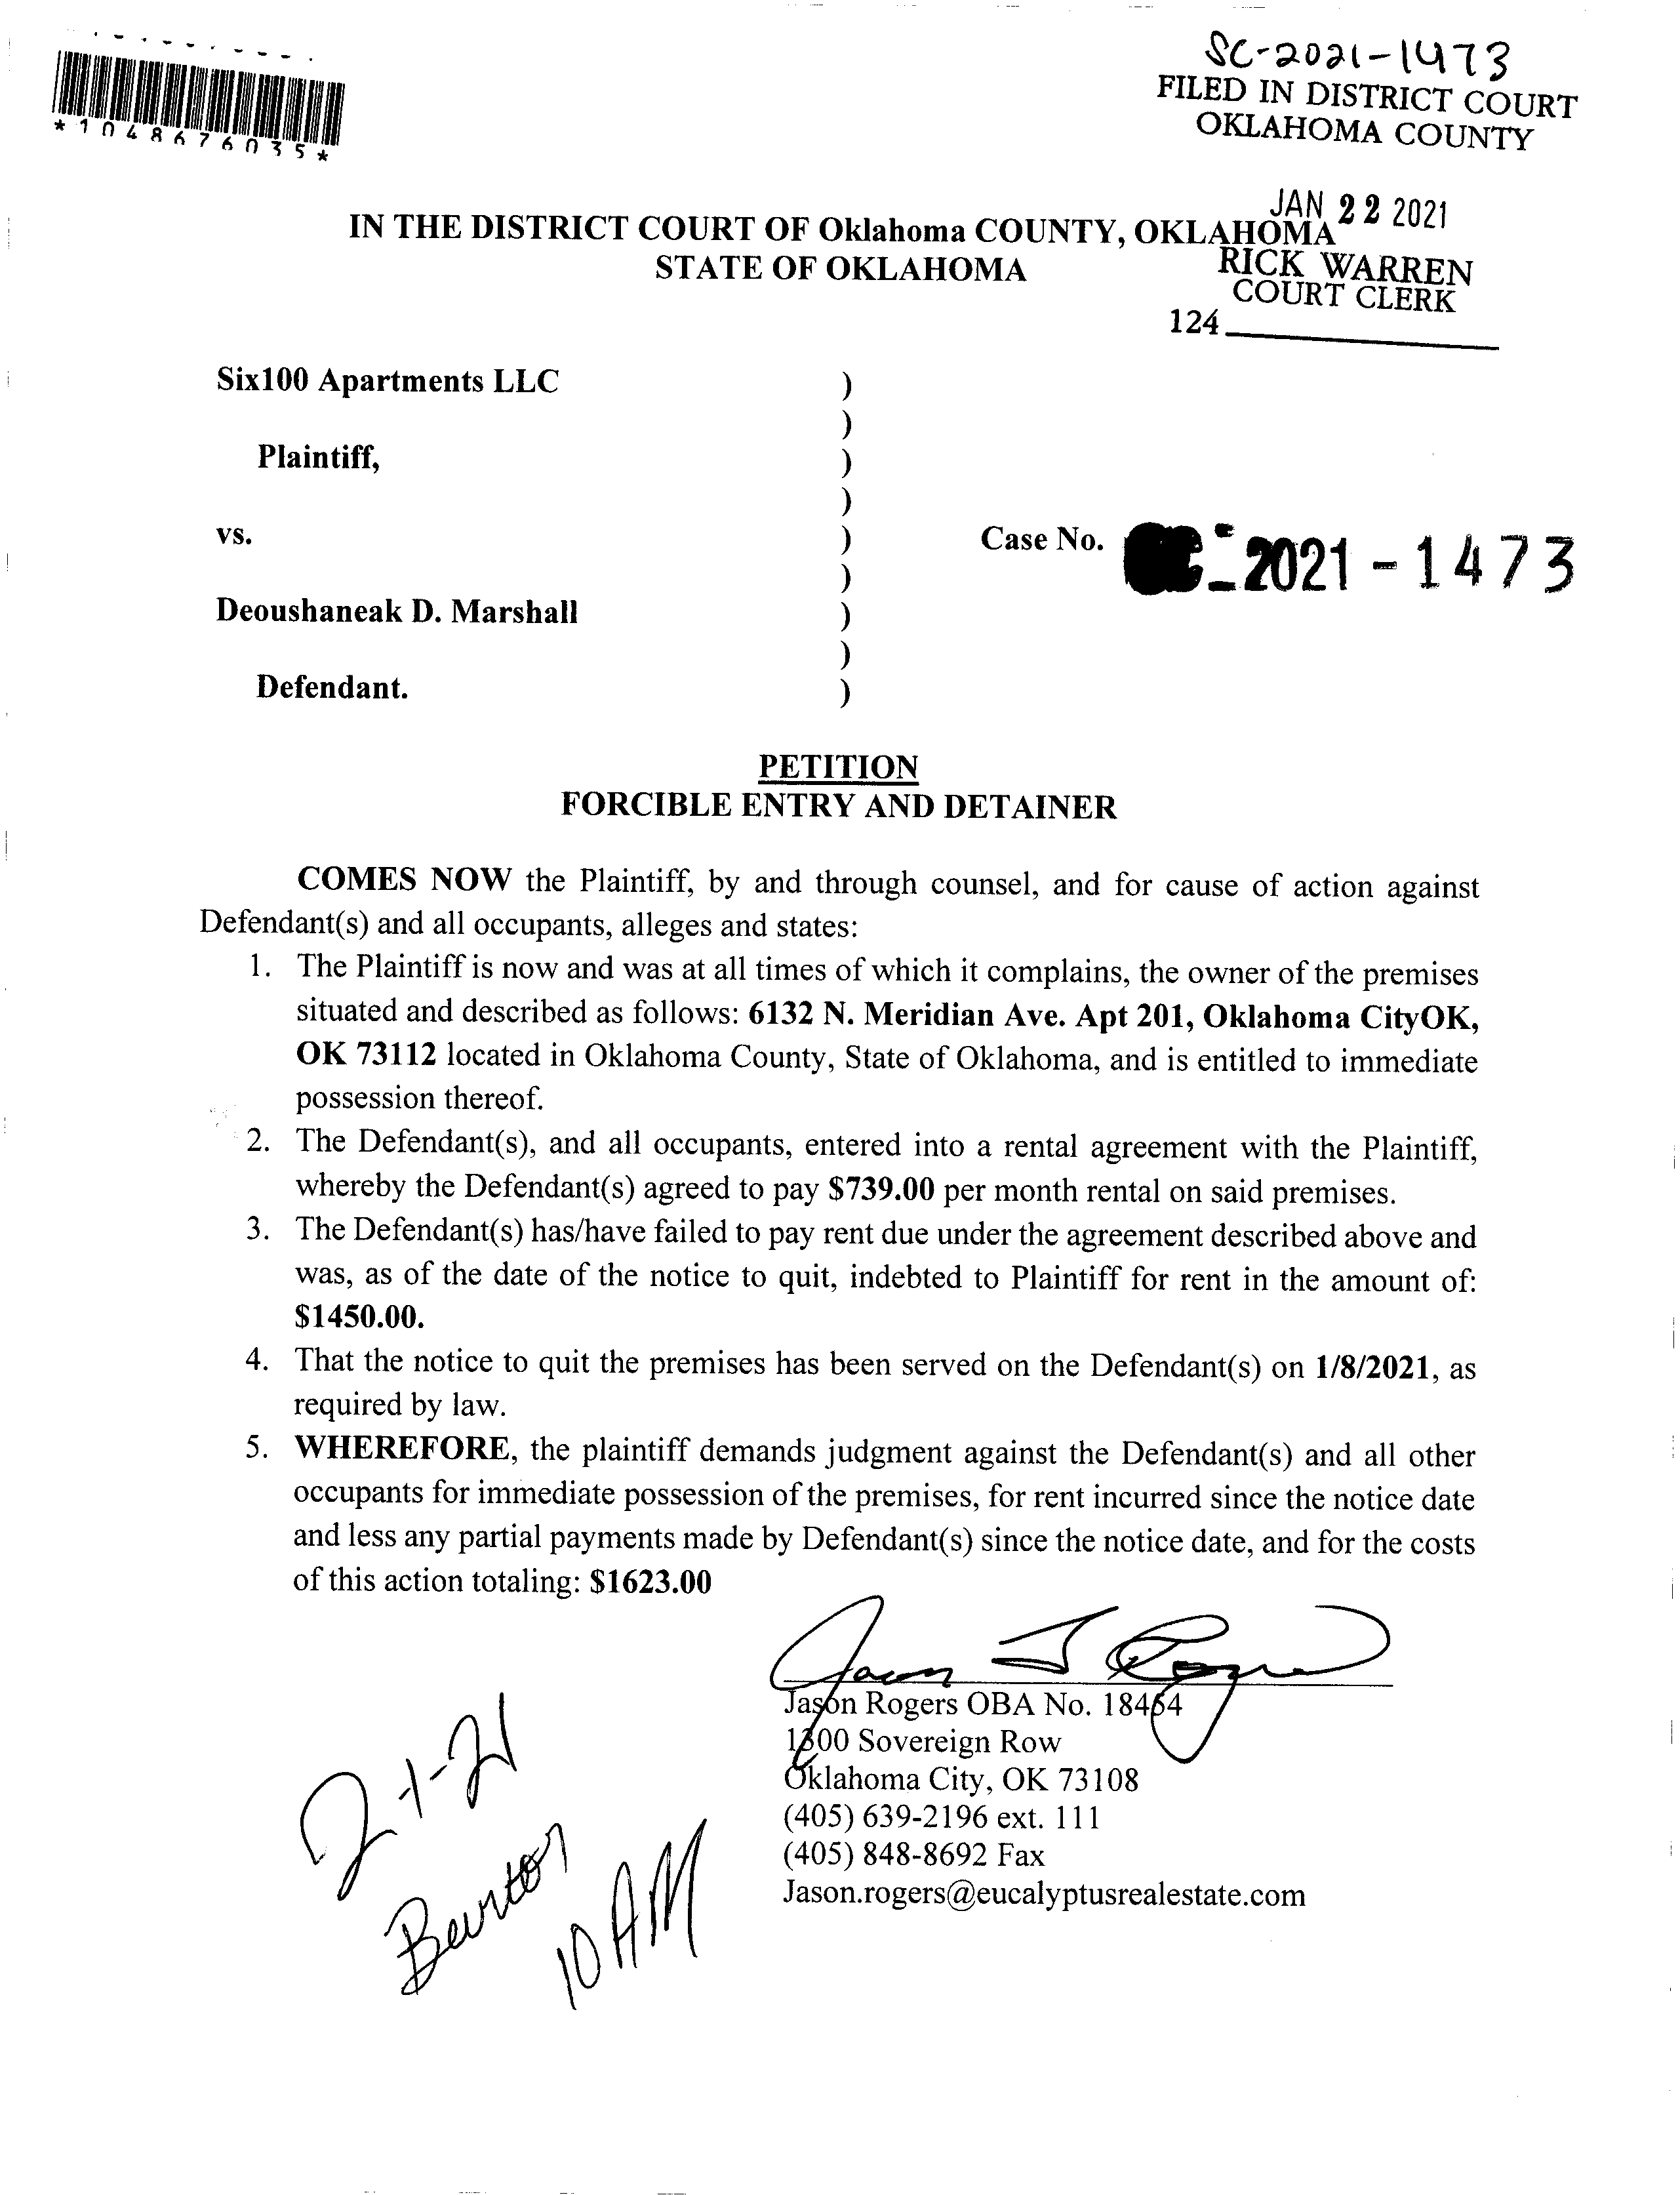 SC-2021-1473
FILED IN DISTRICT COURT
OKLAHOMA COUNTY
*1048676035*
JAN 22 2021
IN THE DISTRICT COURT OF Oklahoma COUNTY, OKLAHOMA
STATE OF OKLAHOMA
RICK WARREN
COURT CLERK
124
Six100 Apartments LLC )
)
Plaintiff, )
)
vs. ) Case No. 2021-1473
)
Deoushaneak D. Marshall )
)
Defendant. )
PETITION
FORCIBLE ENTRY AND DETAINER
COMES NOW the Plaintiff, by and through counsel, and for cause of action against
Defendant(s) and all occupants, alleges and states:
1. The Plaintiff is now and was at all times of which it complains, the owner of the premises
situated and described as follows: 6132 N. Meridian Ave. Apt 201, Oklahoma CityOK,
OK 73112 located in Oklahoma County, State of Oklahoma, and is entitled to immediate
possession thereof.
2. The Defendant(s), and all occupants, entered into a rental agreement with the Plaintiff,
whereby the Defendant(s) agreed to pay $739.00 per month rental on said premises.
3. The Defendant(s) has/have failed to pay rent due under the agreement described above and
was, as of the date of the notice to quit, indebted to Plaintiff for rent in the amount of:
$1450.00.
4. That the notice to quit the premises has been served on the Defendant(s) on 1/8/2021, as
required by law.
5. WHEREFORE, the plaintiff demands judgment against the Defendant(s) and all other
occupants for immediate possession of the premises, for rent incurred since the notice date
and less any partial payments made by Defendant(s) since the notice date, and for the costs
of this action totaling: $1623.00
Jason Rogers OBA No. 18464
1300 Sovereign Row
Oklahoma City, OK 73108
(405) 639-2196 ext. 111
(405) 848-8692 Fax
Jason.rogers@eucalyptusrealestate.com
2-1-21
10 AM